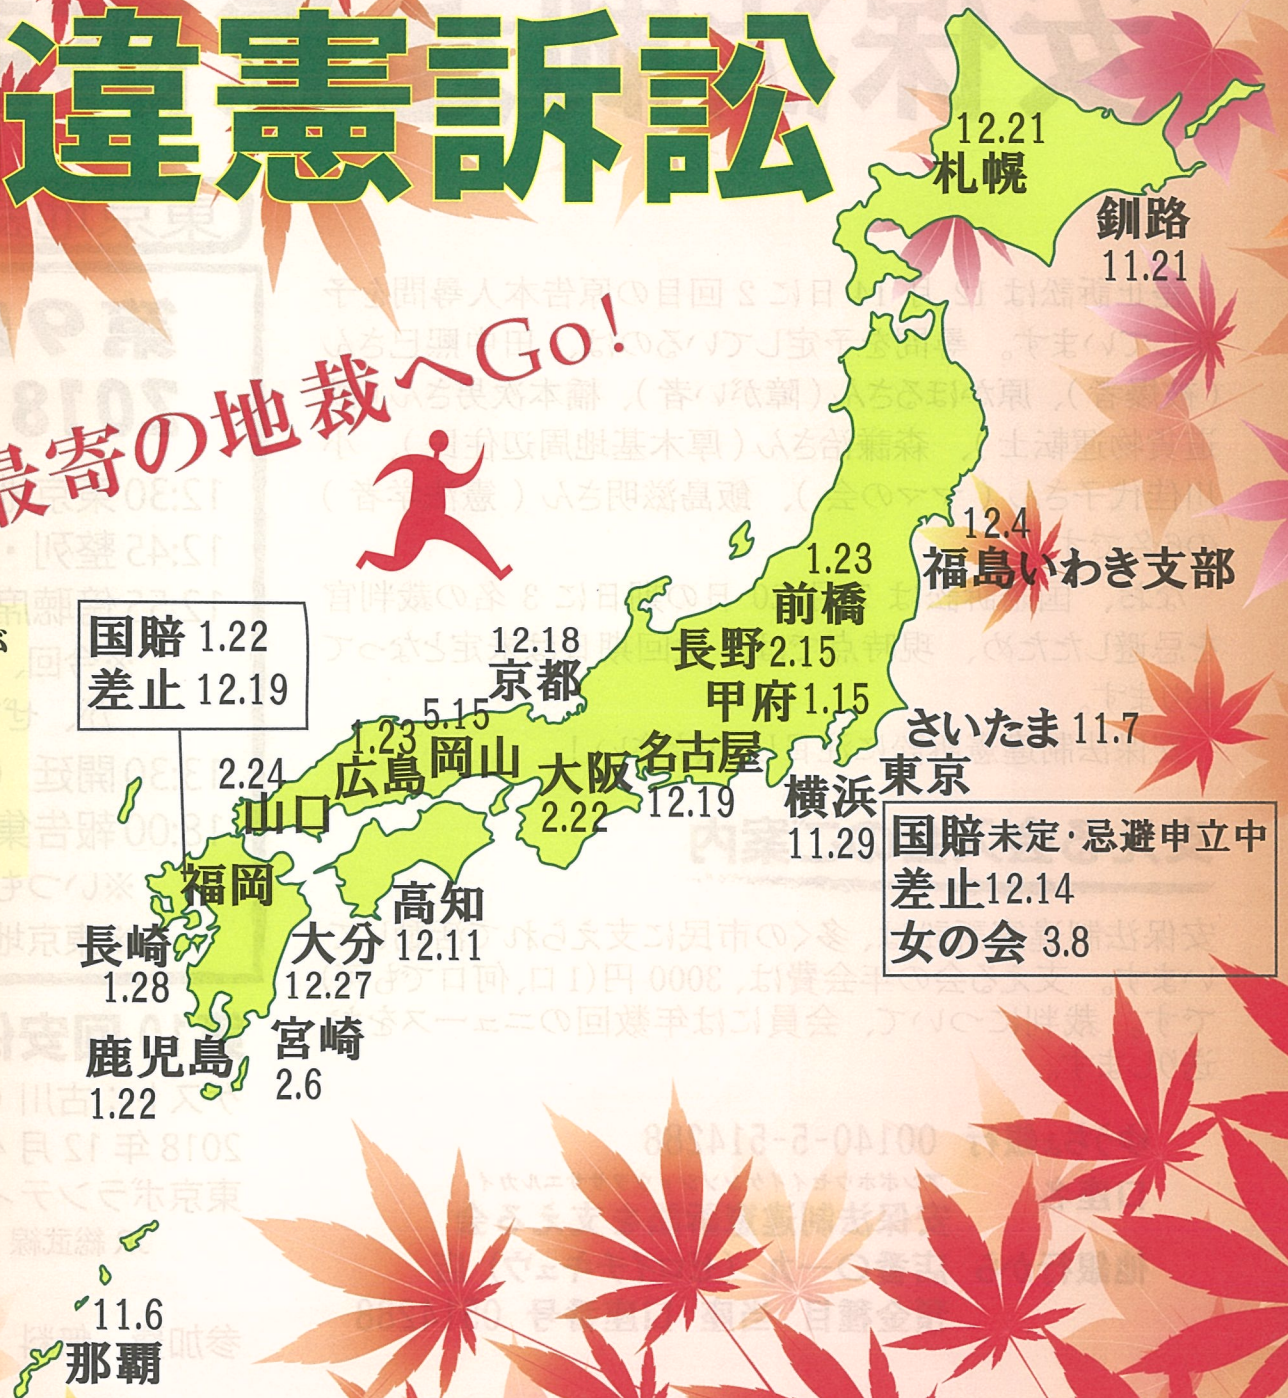 違憲訴訟
最寄の地裁へGo!
12.21
札幌
釧路
11.21
12.4
福島いわき支部
1.23
前橋
長野2.15
甲府1.15
さいたま 11.7
東京
国賠未定・忌避申立中
差止12.14
女の会 3.8
横浜
11.29
名古屋
12.19
12.18
京都
大阪
2.22
5.15
岡山
1.23
広島
2.24
山口
国賠 1.22
差止 12.19
福岡
高知
12.11
大分
12.27
長崎
1.28
宮崎
2.6
鹿児島
1.22
11.6
那覇